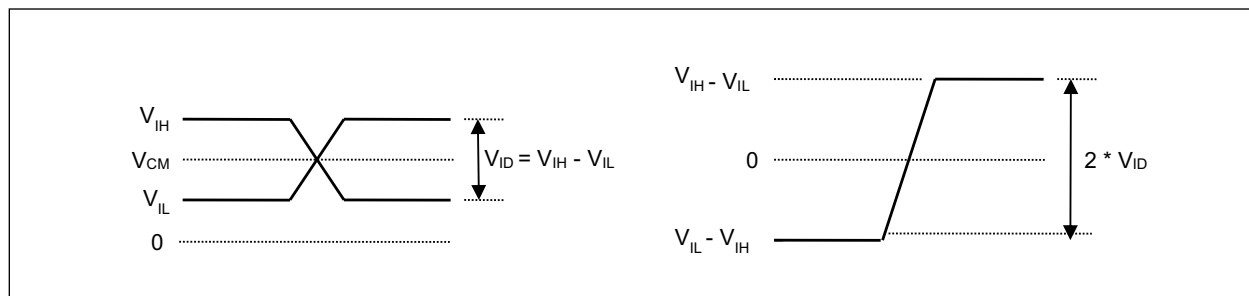 V_IH
V_CM
V_IL
0
V_ID = V_IH - V_IL
V_IH - V_IL
0
V_IL - V_IH
2 * V_ID